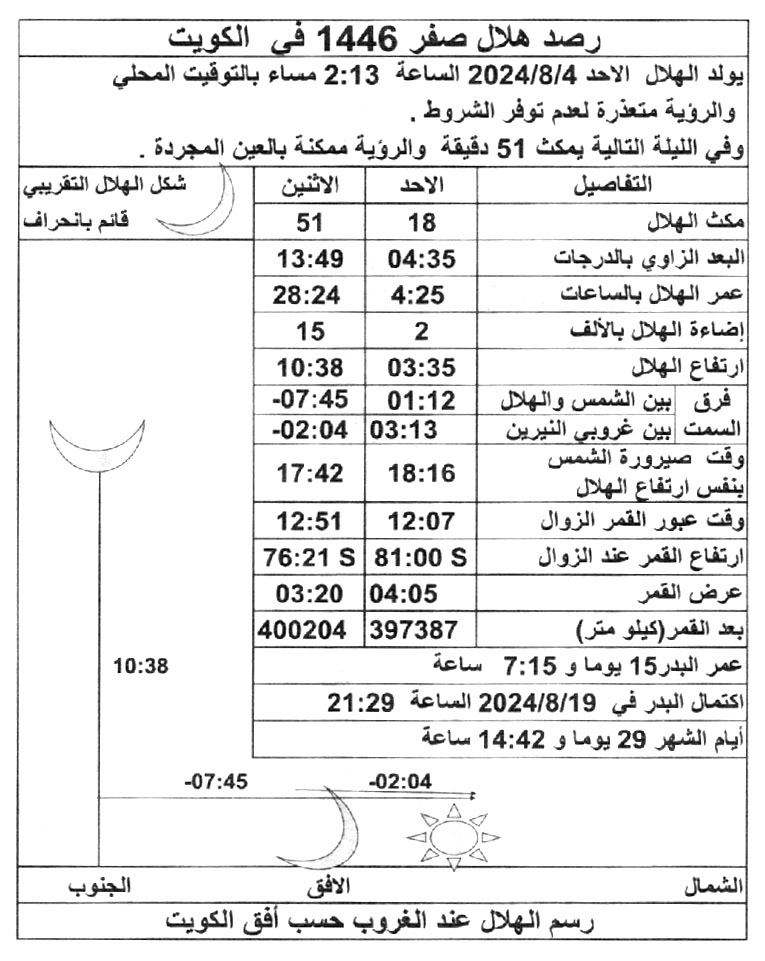 رصد هلال صفر 1446 في الكويت
يولد الهلال الاحد 2024/8/4 الساعة 2:13 مساء بالتوقيت المحلي
والرؤية متعذرة لعدم توفر الشروط .
وفي الليلة التالية يمكث 51 دقيقة والرؤية ممكنة بالعين المجردة .
التفاصيل الاحد الاثنين
شكل الهلال التقريبي
قائم بانحراف
مكث الهلال 18 51
البعد الزاوي بالدرجات 04:35 13:49
عمر الهلال بالساعات 4:25 28:24
إضاءة الهلال بالألف 2 15
ارتفاع الهلال 03:35 10:38
فرق السمت
بين الشمس والهلال 01:12 -07:45
بين غروبي النيرين 03:13 -02:04
وقت صيرورة الشمس
بنفس ارتفاع الهلال 18:16 17:42
وقت عبور القمر الزوال 12:07 12:51
ارتفاع القمر عند الزوال 81:00 S 76:21 S
عرض القمر 04:05 03:20
بعد القمر(كيلو متر) 397387 400204
عمر البدر15 يوما و 7:15 ساعة
اكتمال البدر في 2024/8/19 الساعة 21:29
أيام الشهر 29 يوما و 14:42 ساعة
10:38
-07:45 -02:04
الشمال الافق الجنوب
رسم الهلال عند الغروب حسب أفق الكويت